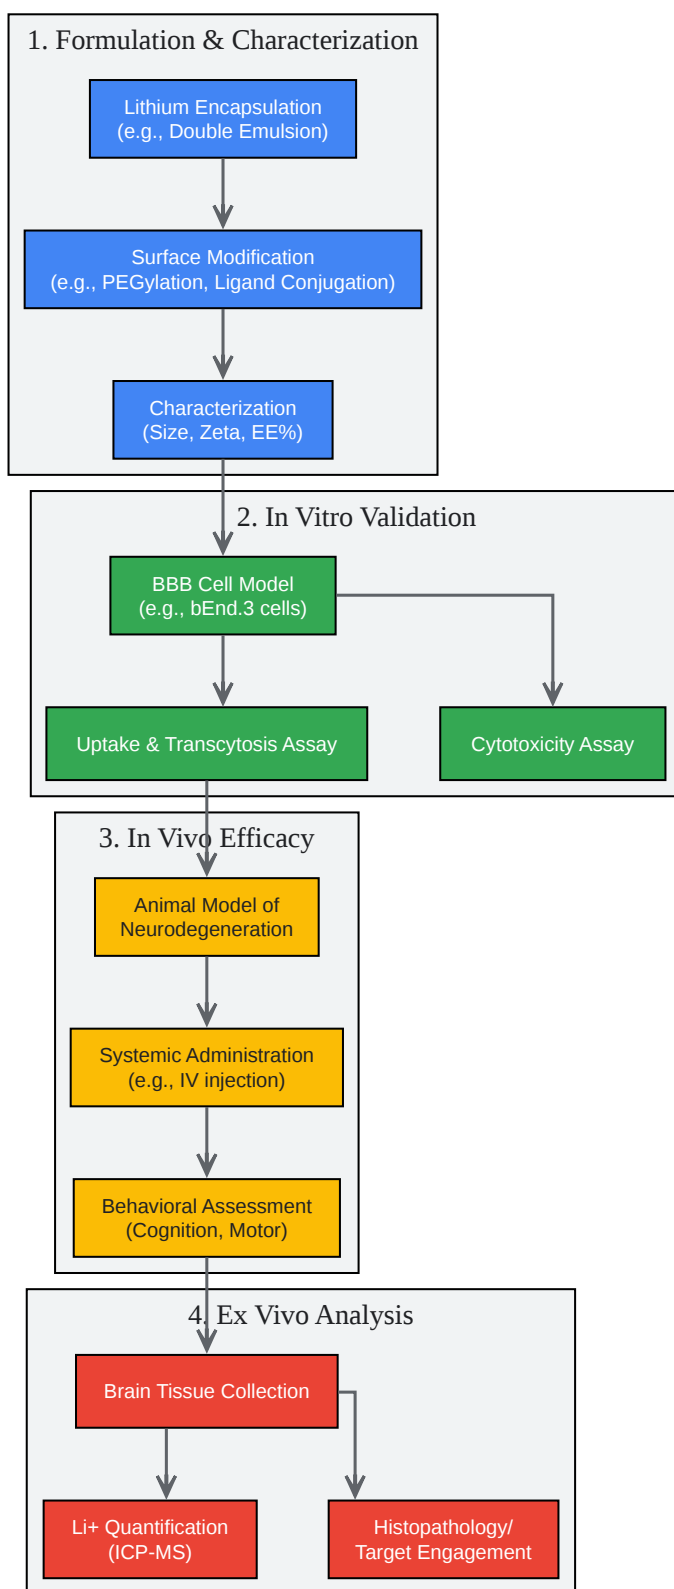 1. Formulation & Characterization
Lithium Encapsulation
(e.g., Double Emulsion)
Surface Modification
(e.g., PEGylation, Ligand Conjugation)
Characterization
(Size, Zeta, EE%)
2. In Vitro Validation
BBB Cell Model
(e.g., bEnd.3 cells)
Uptake & Transcytosis Assay
Cytotoxicity Assay
3. In Vivo Efficacy
Animal Model of
Neurodegeneration
Systemic Administration
(e.g., IV injection)
Behavioral Assessment
(Cognition, Motor)
4. Ex Vivo Analysis
Brain Tissue Collection
Li+ Quantification
(ICP-MS)
Histopathology/
Target Engagement